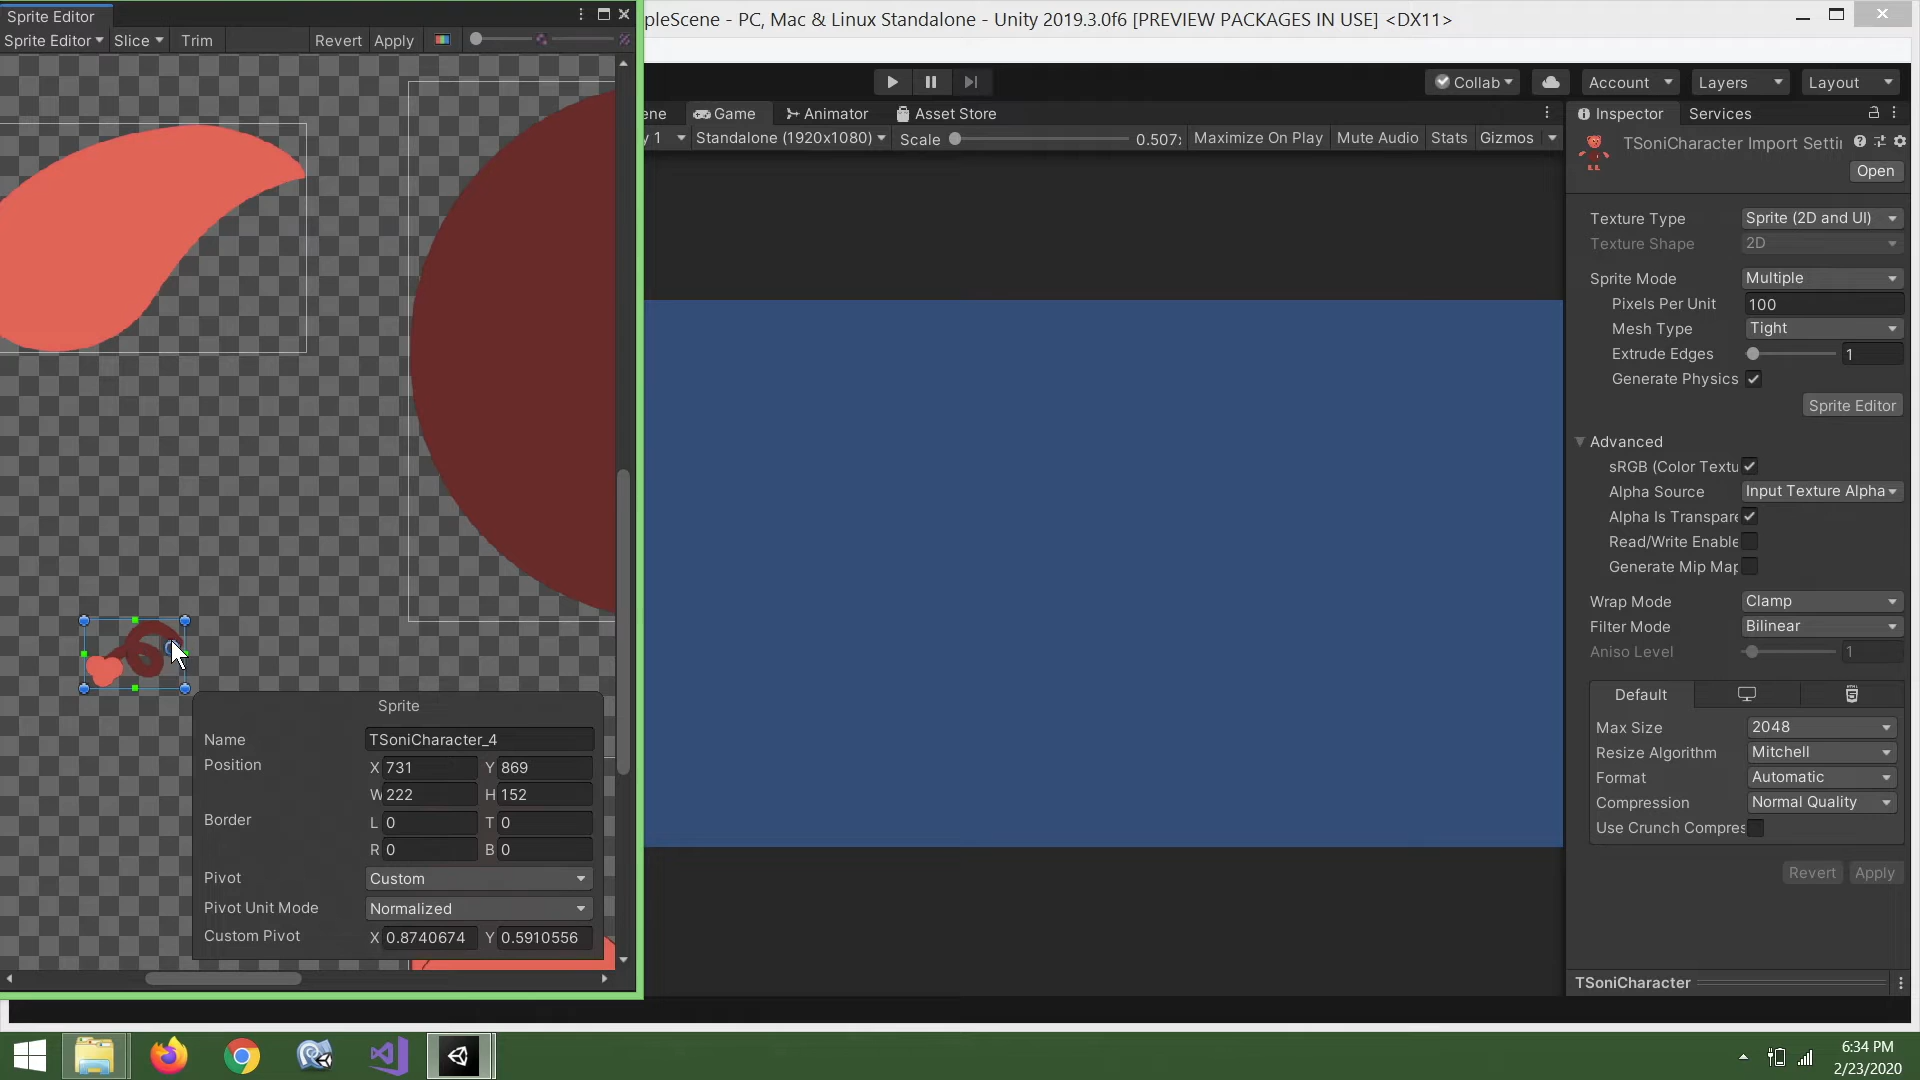 Sprite Editor
Sprite Editor Slice Trim Revert Apply
pleScene - PC, Mac & Linux Standalone - Unity 2019.3.0f6 [PREVIEW PACKAGES IN USE] <DX11>
Collab Account Layers Layout
ene Game Animator Asset Store
y 1 Standalone (1920x1080) Scale 0.507 Maximize On Play Mute Audio Stats Gizmos
Inspector Services
TSoniCharacter Import Setti
Open
Texture Type Sprite (2D and UI)
Texture Shape 2D
Sprite Mode Multiple
Pixels Per Unit 100
Mesh Type Tight
Extrude Edges 1
Generate Physics
Sprite Editor
Advanced
sRGB (Color Textu
Alpha Source Input Texture Alpha
Alpha Is Transpare
Read/Write Enable
Generate Mip Map
Wrap Mode Clamp
Filter Mode Bilinear
Aniso Level 1
Default
Max Size 2048
Resize Algorithm Mitchell
Format Automatic
Compression Normal Quality
Use Crunch Compres
Revert Apply
TSoniCharacter
Sprite
Name TSoniCharacter_4
Position X 731 Y 869
W 222 H 152
Border L 0 T 0
R 0 B 0
Pivot Custom
Pivot Unit Mode Normalized
Custom Pivot X 0.8740674 Y 0.5910556
6:34 PM
2/23/2020